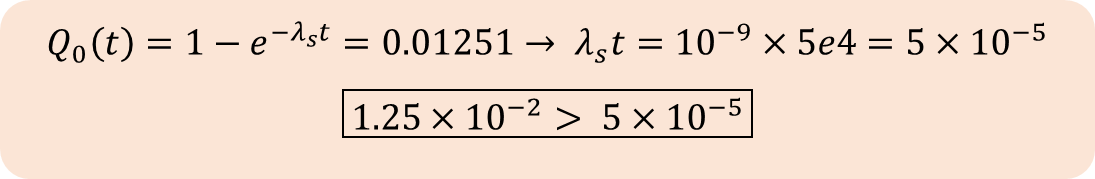 Q₀(t) = 1 − e^{−λₛt} = 0.01251 → λₛt = 10⁻⁹ × 5e4 = 5 × 10⁻⁵
1.25 × 10⁻² > 5 × 10⁻⁵